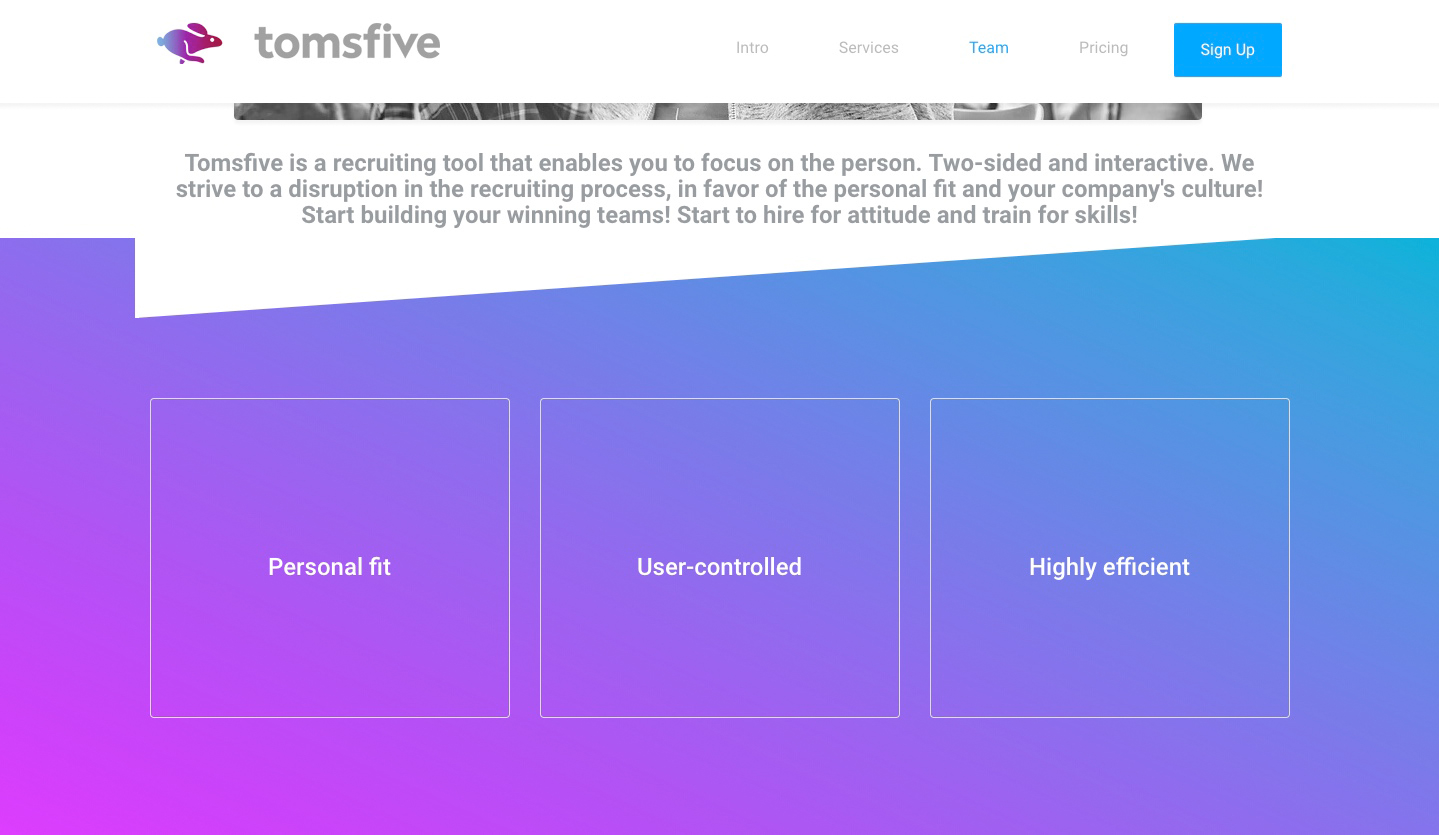 tomsfive
Intro
Services
Team
Pricing
Sign Up
Tomsfive is a recruiting tool that enables you to focus on the person. Two-sided and interactive. We
strive to a disruption in the recruiting process, in favor of the personal fit and your company's culture!
Start building your winning teams! Start to hire for attitude and train for skills!
Personal fit
User-controlled
Highly efficient